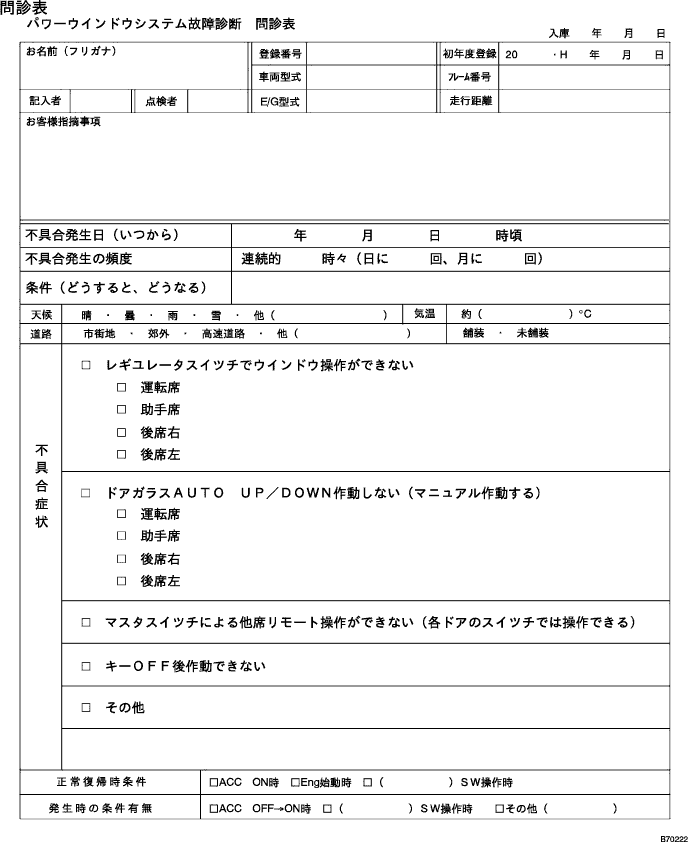 問診表
パワーウインドウシステム故障診断　問診表
入庫　　年　　月　　日
お名前（フリガナ）　登録番号　初年度登録　20　　・H　　年　　月　　日
車両型式　フレーム番号
記入者　点検者　E/G型式　走行距離
お客様指摘事項
不具合発生日（いつから）　　年　　月　　日　　時頃
不具合発生の頻度　連続的　　時々（日に　　回、月に　　回）
条件（どうすると、どうなる）
天候　晴　・　曇　・　雨　・　雪　・　他（　　　　）　気温　約（　　　　）℃
道路　市街地　・　郊外　・　高速道路　・　他（　　　　）　舗装　・　未舗装
不具合症状
□　レギユレータスイツチでウインドウ操作ができない
□　運転席
□　助手席
□　後席右
□　後席左
□　ドアガラスＡＵＴＯ　ＵＰ／ＤＯＷＮ作動しない（マニュアル作動する）
□　運転席
□　助手席
□　後席右
□　後席左
□　マスタスイツチによる他席リモート操作ができない（各ドアのスイツチでは操作できる）
□　キーＯＦＦ後作動できない
□　その他
正常復帰時条件　□ACC　ON時　□Eng始動時　□（　　　　）ＳＷ操作時
発生時の条件有無　□ACC　OFF→ON時　□（　　　　）ＳＷ操作時　□その他（　　　　）
B70222